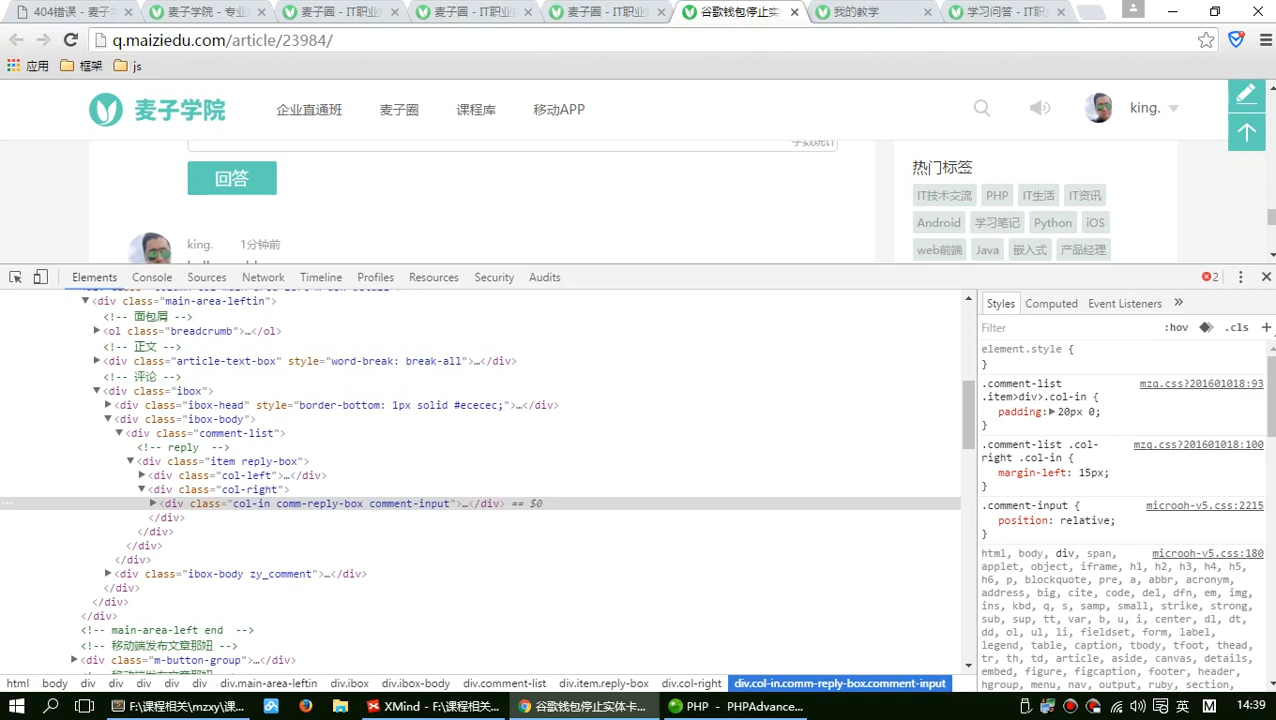 404错误 - 麦子学
麦子学院 - 专业
麦子圈 - IT职业
麦子圈 - IT职业
麦子圈 - IT职业
谷歌钱包停止实
我的教学
学习问答 - IT职
q.maiziedu.com/article/23984/
应用 框架 js
麦子学院 企业直通班 麦子圈 课程库 移动APP king.
字数统计
回答
king. 1分钟前
热门标签
IT技术交流 PHP IT生活 IT资讯
Android 学习笔记 Python iOS
web前端 Java 嵌入式 产品经理
Elements Console Sources Network Timeline Profiles Resources Security Audits 2
<div class="main-area-leftin">
<!-- 面包屑 -->
<ol class="breadcrumb">…</ol>
<!-- 正文 -->
<div class="article-text-box" style="word-break: break-all">…</div>
<!-- 评论 -->
<div class="ibox">
<div class="ibox-head" style="border-bottom: 1px solid #ececec;">…</div>
<div class="ibox-body">
<div class="comment-list">
<!-- reply  -->
<div class="item reply-box">
<div class="col-left">…</div>
<div class="col-right">
<div class="col-in comm-reply-box comment-input">…</div> == $0
</div>
</div>
</div>
</div>
<div class="ibox-body zy_comment">…</div>
</div>
</div>
</div>
<!-- main-area-left end  -->
<!-- 移动端发布文章那妞 -->
<div class="m-button-group">…</div>
Styles Computed Event Listeners »
Filter :hov .cls +
element.style {
}
.comment-list mzq.css?201601018:93
.item>div>.col-in {
padding: 20px 0;
}
.comment-list .col- mzq.css?201601018:100
right .col-in {
margin-left: 15px;
}
.comment-input { microoh-v5.css:2215
position: relative;
}
html, body, div, span, microoh-v5.css:180
applet, object, iframe, h1, h2, h3, h4, h5,
h6, p, blockquote, pre, a, abbr, acronym,
address, big, cite, code, del, dfn, em, img,
ins, kbd, q, s, samp, small, strike, strong,
sub, sup, tt, var, b, u, i, center, dl, dt,
dd, ol, ul, li, fieldset, form, label,
legend, table, caption, tbody, tfoot, thead,
tr, th, td, article, aside, canvas, details,
embed, figure, figcaption, footer, header,
hgroup, menu, nav, output, ruby, section,
html body div div div div div.main-area-leftin div.ibox div.ibox-body div.comment-list div.item.reply-box div.col-right div.col-in.comm-reply-box.comment-input
F:\课程相关\mzxy\课... XMind - F:\课程相关... 谷歌钱包停止实体卡... PHP - PHPAdvance... 英 M 14:39